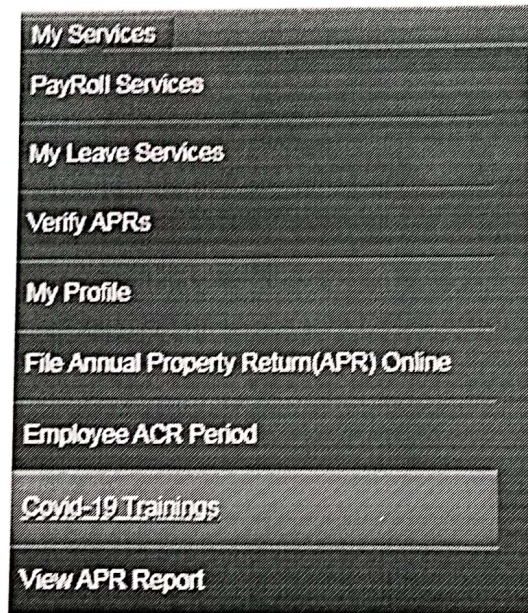 My Services
PayRoll Services
My Leave Services
Verify APRs
My Profile
File Annual Property Return(APR) Online
Employee ACR Period
Covid-19 Trainings
View APR Report